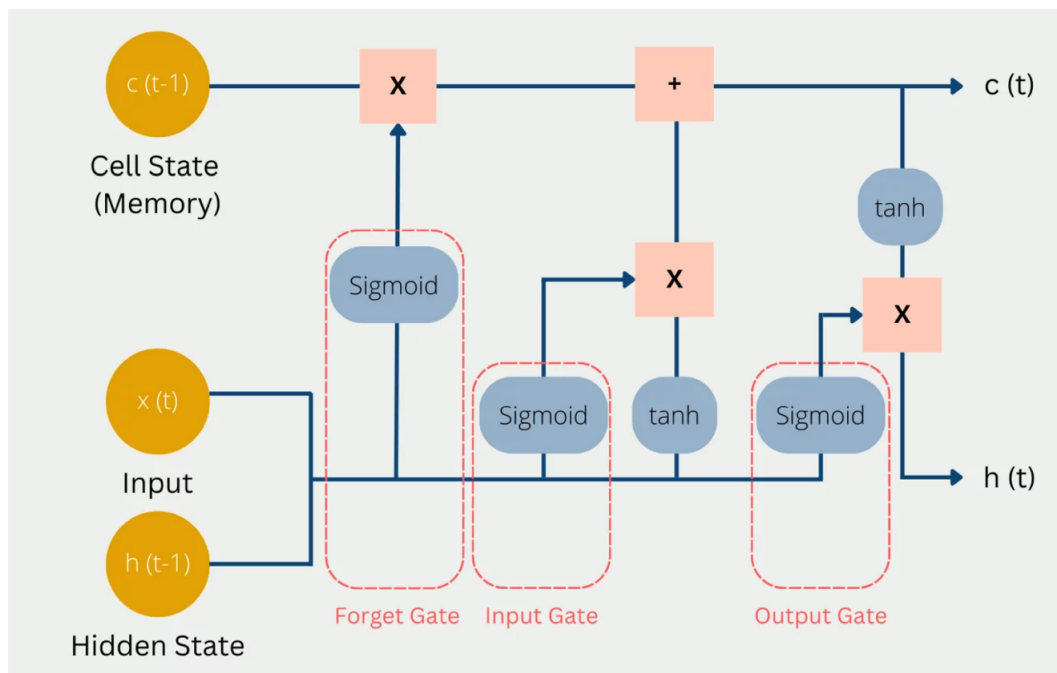 c (t-1)
X
+
c (t)
Cell State
(Memory)
tanh
Sigmoid
X
X
x (t)
Sigmoid
tanh
Sigmoid
Input
h (t)
h (t-1)
Forget Gate
Input Gate
Output Gate
Hidden State